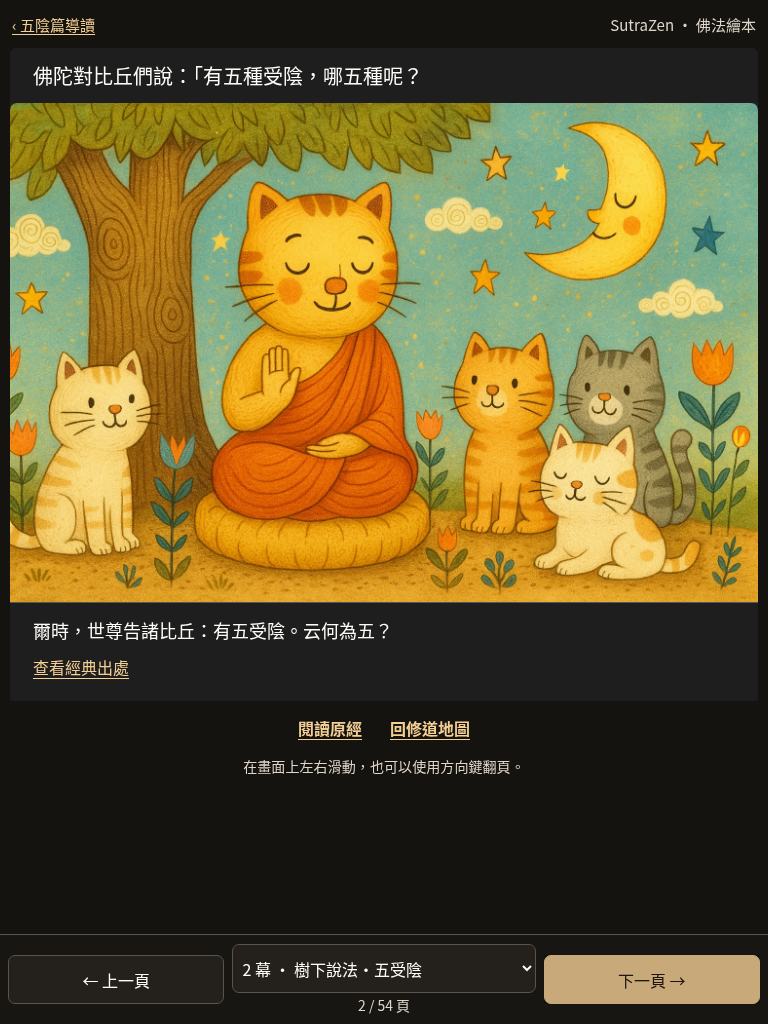 ‹ 五陰篇導讀
SutraZen ・ 佛法繪本
佛陀對比丘們說：「有五種受陰，哪五種呢？
爾時，世尊告諸比丘：有五受陰。云何為五？
查看經典出處
閱讀原經 回修道地圖
在畫面上左右滑動，也可以使用方向鍵翻頁。
← 上一頁
2 幕 ・ 樹下說法・五受陰
下一頁 →
2 / 54 頁